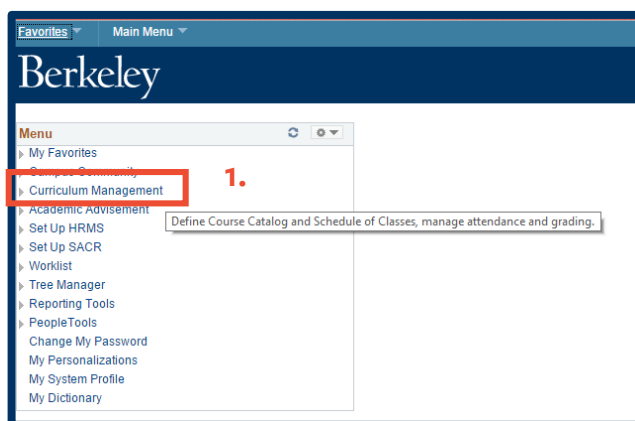 Favorites Main Menu
Berkeley
Menu
My Favorites
Campus Community
Curriculum Management
1.
Academic Advisement
Define Course Catalog and Schedule of Classes, manage attendance and grading.
Set Up HRMS
Set Up SACR
Worklist
Tree Manager
Reporting Tools
PeopleTools
Change My Password
My Personalizations
My System Profile
My Dictionary